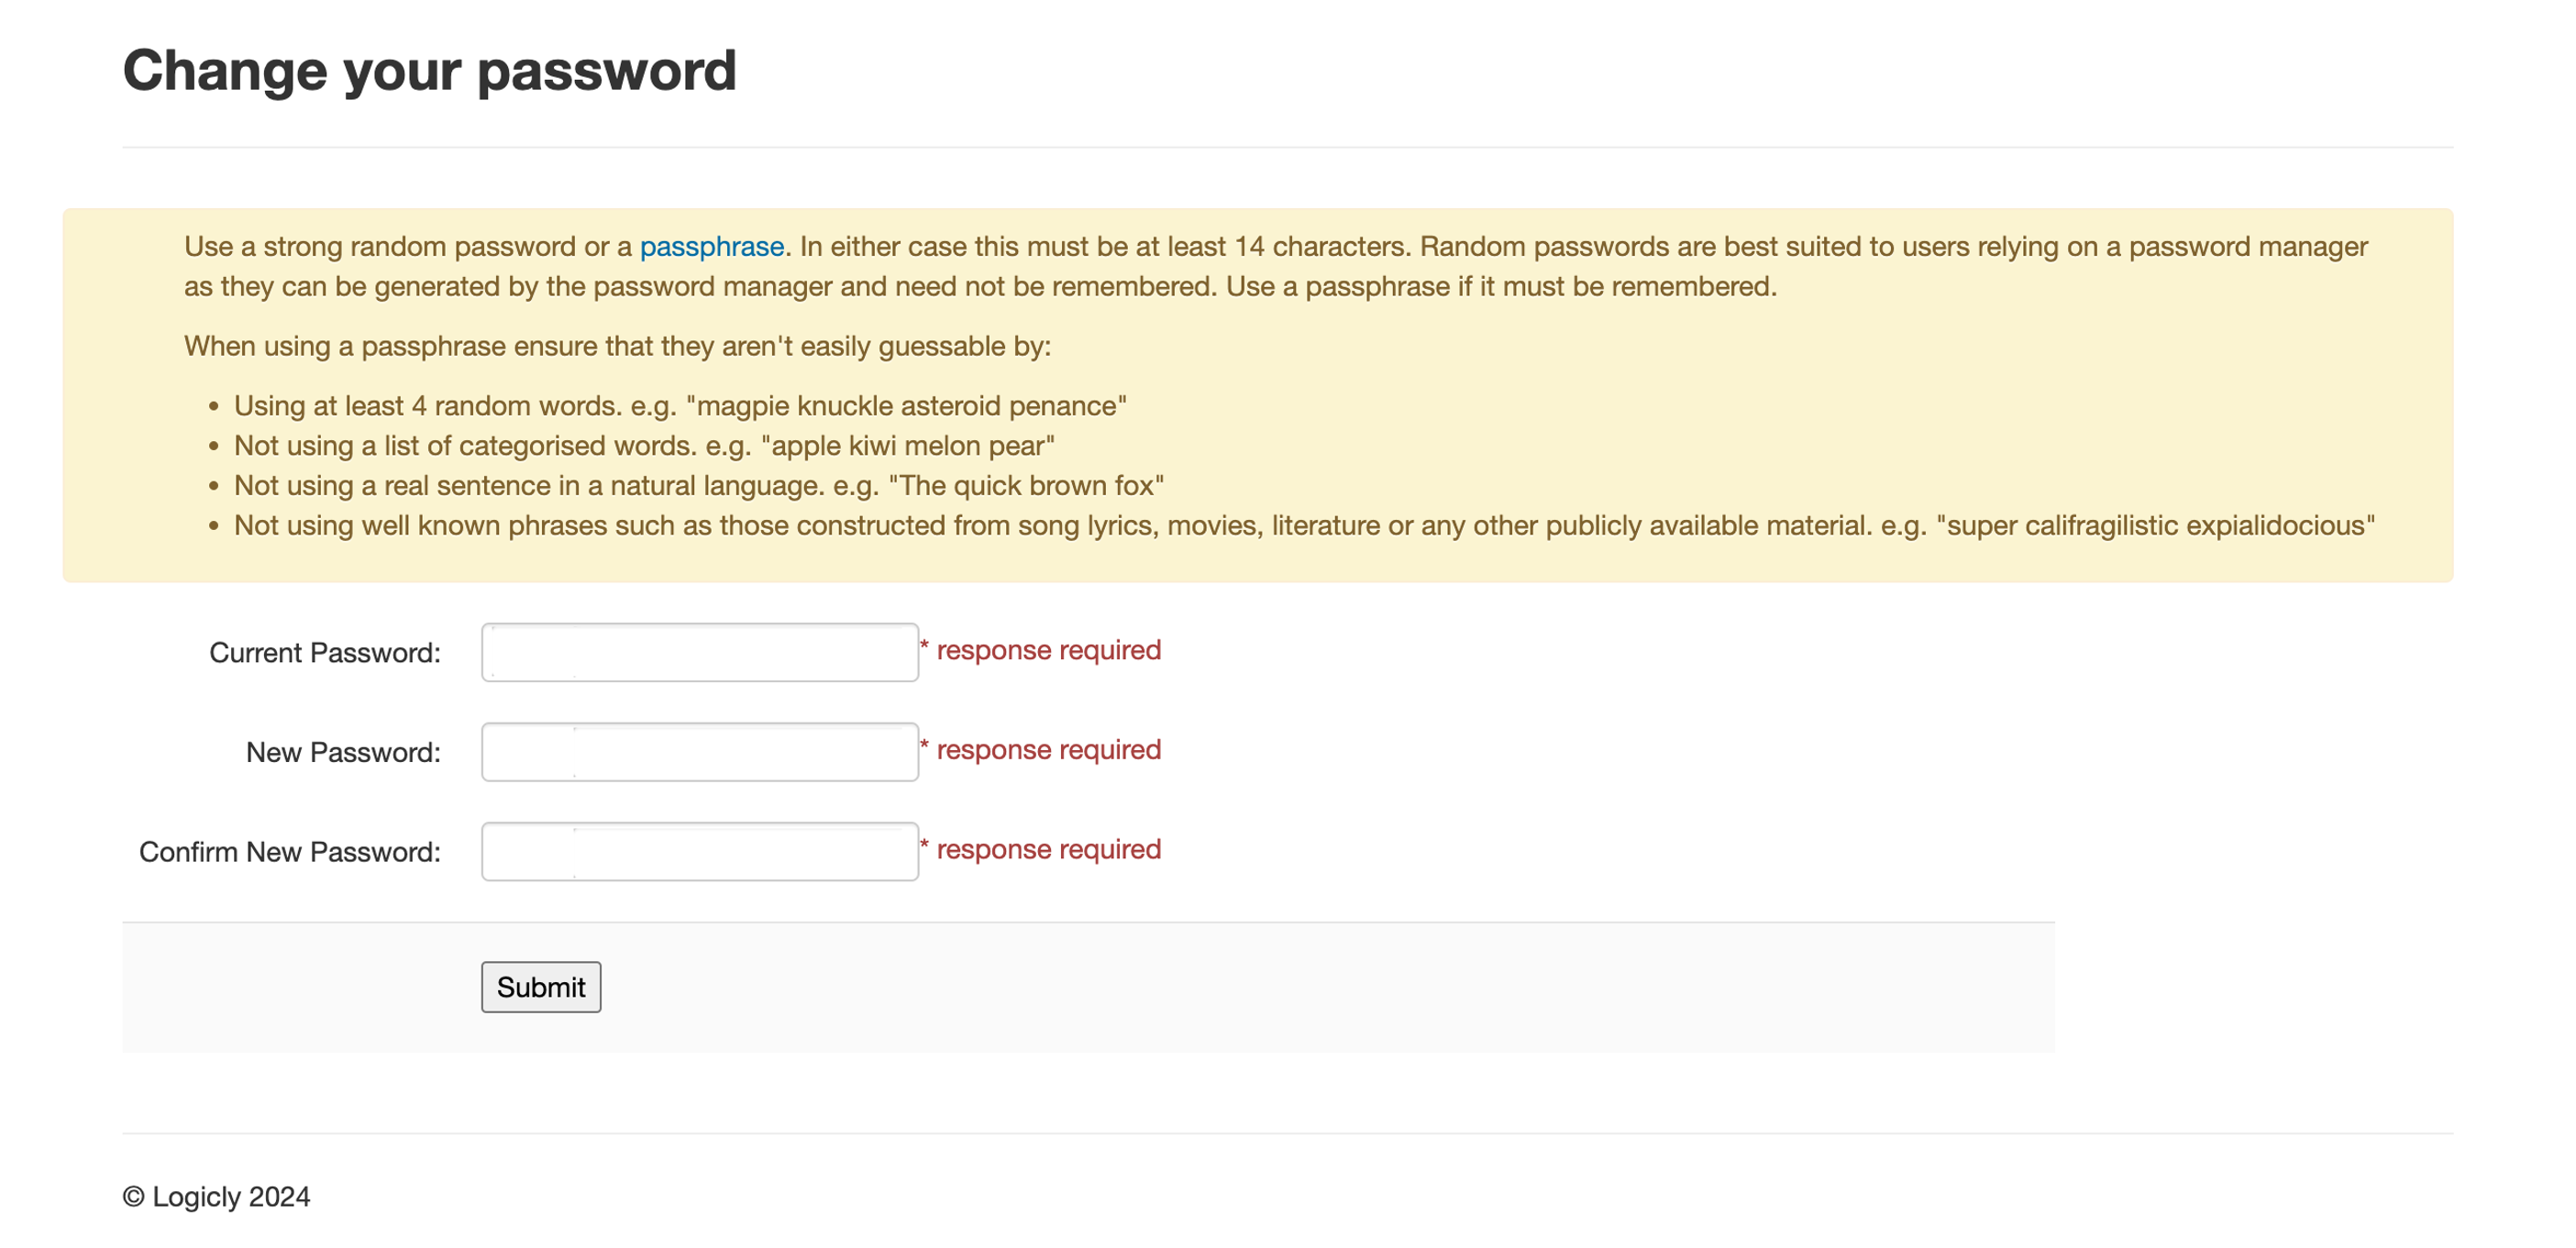 Change your password
Use a strong random password or a passphrase. In either case this must be at least 14 characters. Random passwords are best suited to users relying on a password manager
as they can be generated by the password manager and need not be remembered. Use a passphrase if it must be remembered.
When using a passphrase ensure that they aren't easily guessable by:
• Using at least 4 random words. e.g. "magpie knuckle asteroid penance"
• Not using a list of categorised words. e.g. "apple kiwi melon pear"
• Not using a real sentence in a natural language. e.g. "The quick brown fox"
• Not using well known phrases such as those constructed from song lyrics, movies, literature or any other publicly available material. e.g. "super califragilistic expialidocious"
Current Password: * response required
New Password: * response required
Confirm New Password: * response required
Submit
© Logicly 2024